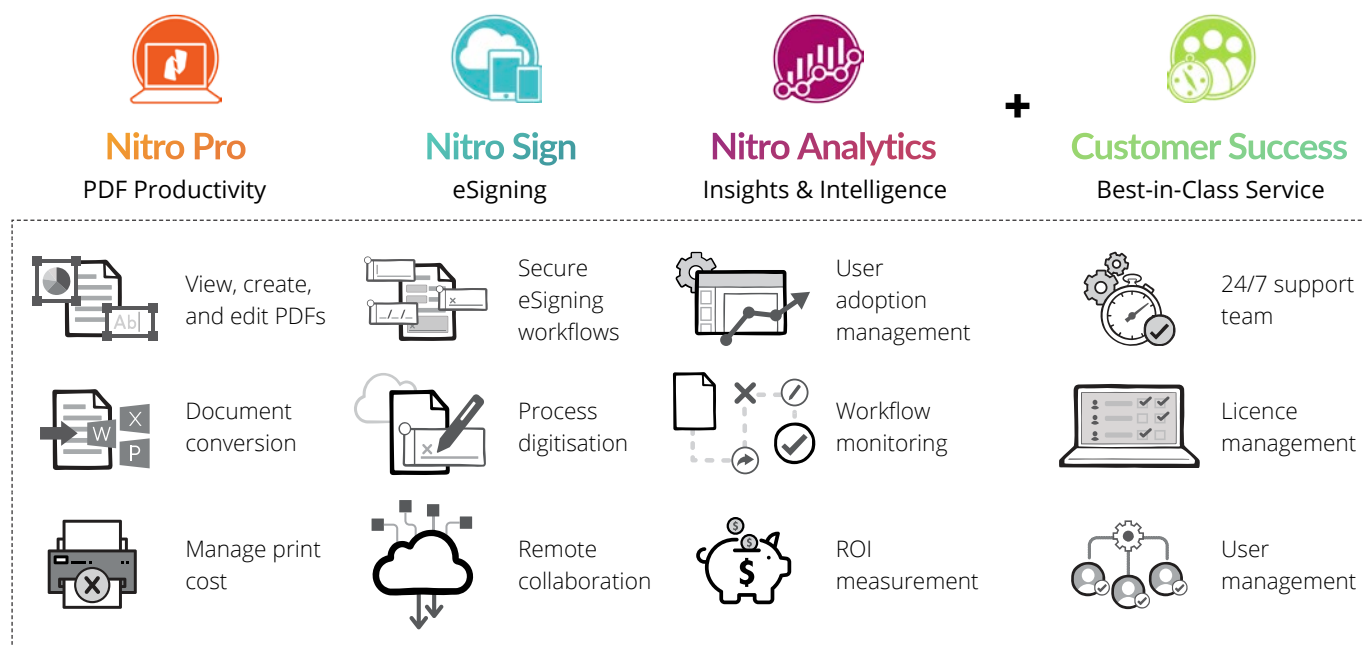 Nitro Pro
PDF Productivity
Nitro Sign
eSigning
Nitro Analytics
Insights & Intelligence
+
Customer Success
Best-in-Class Service
View, create,
and edit PDFs
Ab
Secure
eSigning
workflows
x
_/_/_
User
adoption
management
24/7 support
team
Document
conversion
W
X
P
Process
digitisation
x
Workflow
monitoring
Licence
management
Manage print
cost
Remote
collaboration
ROI
measurement
$
$
$
User
management